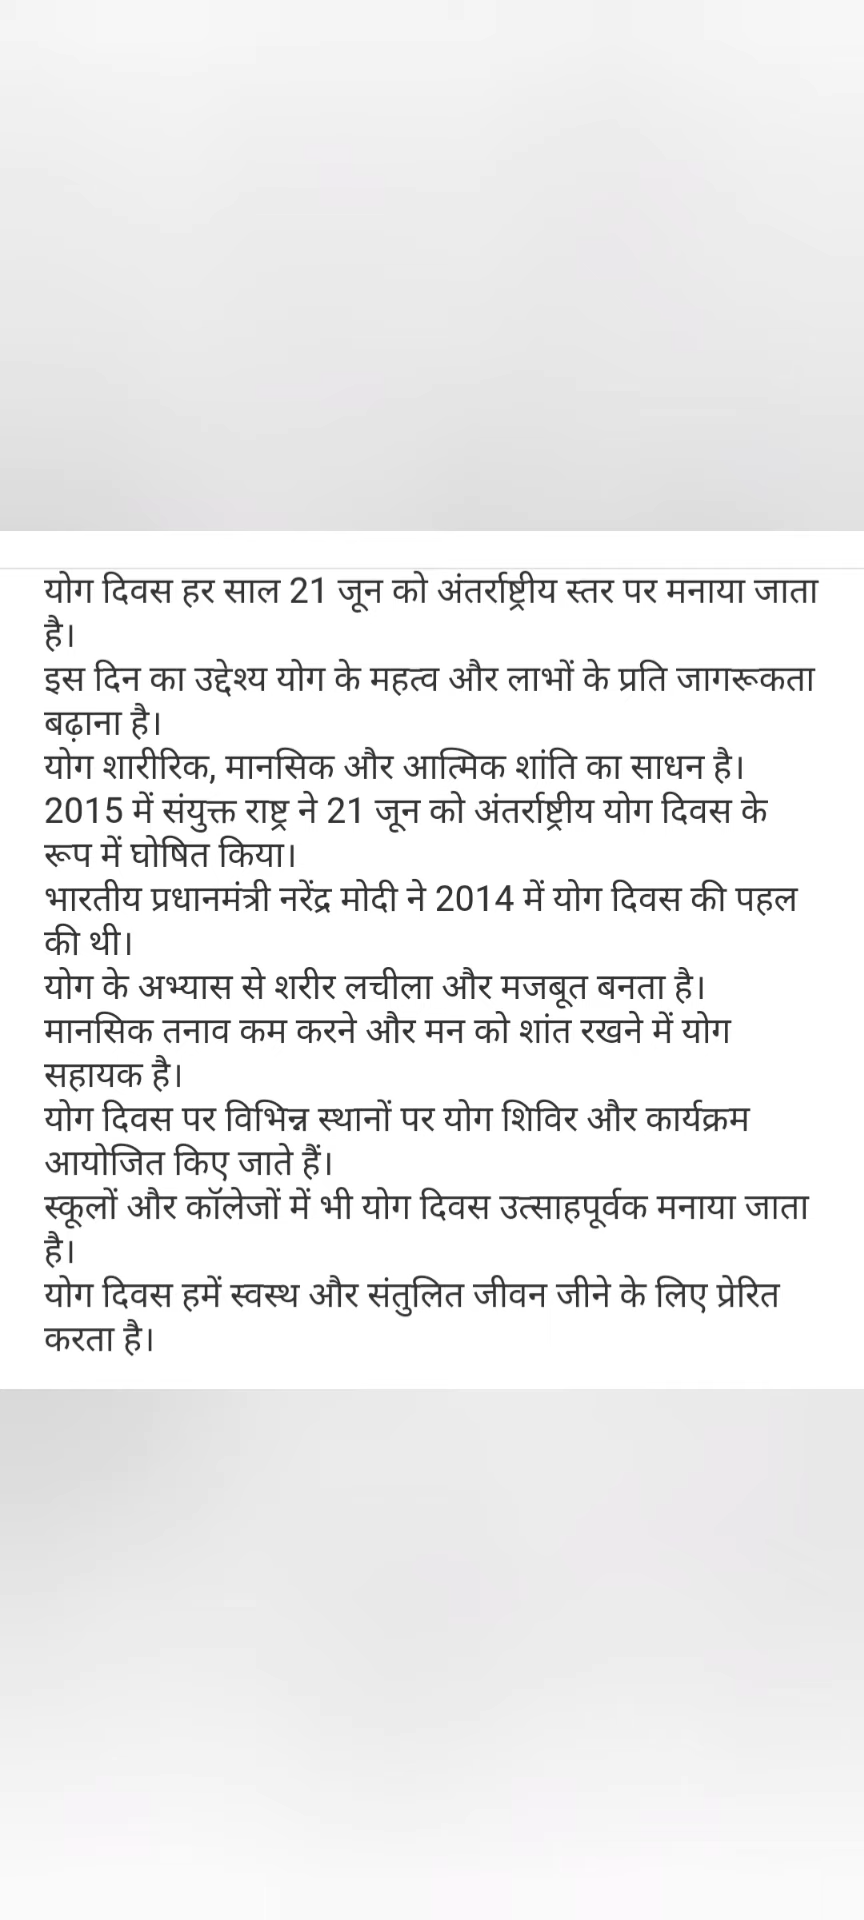 योग दिवस हर साल 21 जून को अंतर्राष्ट्रीय स्तर पर मनाया जाता
है।
इस दिन का उद्देश्य योग के महत्व और लाभों के प्रति जागरूकता
बढ़ाना है।
योग शारीरिक, मानसिक और आत्मिक शांति का साधन है।
2015 में संयुक्त राष्ट्र ने 21 जून को अंतर्राष्ट्रीय योग दिवस के
रूप में घोषित किया।
भारतीय प्रधानमंत्री नरेंद्र मोदी ने 2014 में योग दिवस की पहल
की थी।
योग के अभ्यास से शरीर लचीला और मजबूत बनता है।
मानसिक तनाव कम करने और मन को शांत रखने में योग
सहायक है।
योग दिवस पर विभिन्न स्थानों पर योग शिविर और कार्यक्रम
आयोजित किए जाते हैं।
स्कूलों और कॉलेजों में भी योग दिवस उत्साहपूर्वक मनाया जाता
है।
योग दिवस हमें स्वस्थ और संतुलित जीवन जीने के लिए प्रेरित
करता है।